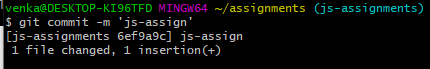 venka@DESKTOP-KI96TFD MINGW64 ~/assignments (js-assignments)
$ git commit -m 'js-assign'
[js-assignments 6ef9a9c] js-assign
 1 file changed, 1 insertion(+)